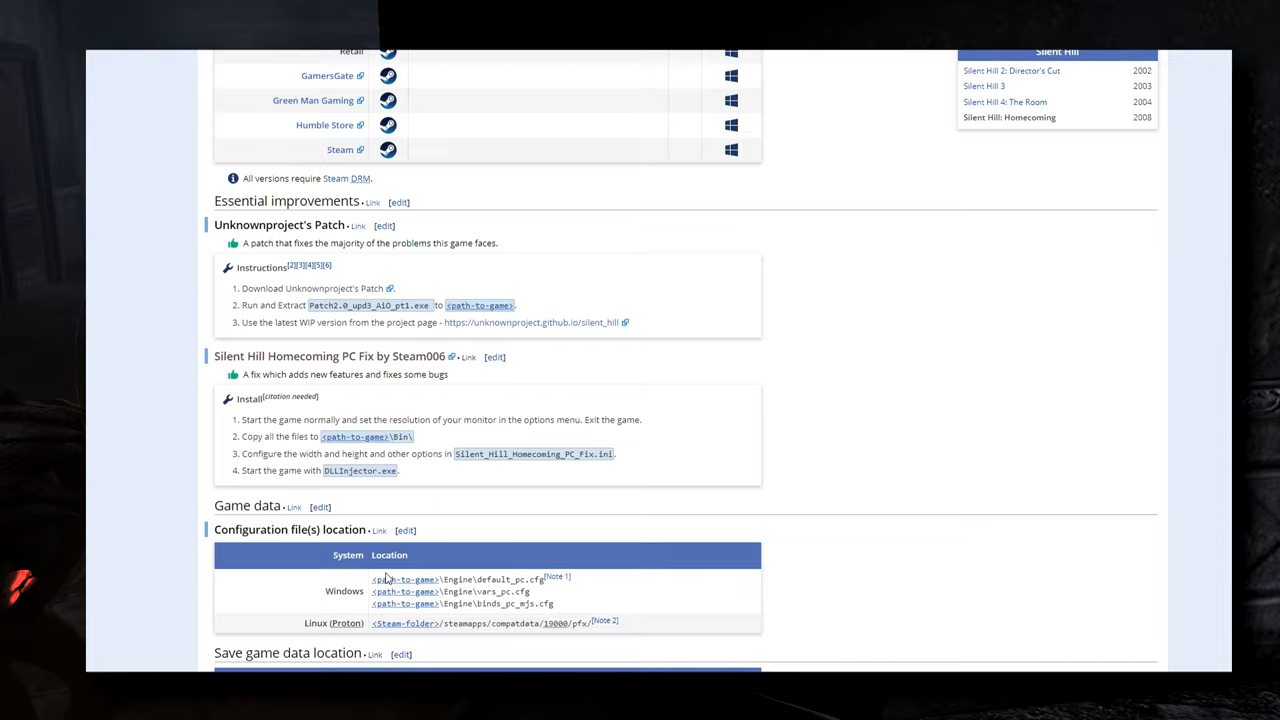 Retail
GamersGate
Green Man Gaming
Humble Store
Steam
Silent Hill
Silent Hill 2: Director's Cut 2002
Silent Hill 3 2003
Silent Hill 4: The Room 2004
Silent Hill: Homecoming 2008
All versions require Steam DRM.
Essential improvements • Link [edit]
Unknownproject's Patch • Link [edit]
A patch that fixes the majority of the problems this game faces.
Instructions[2][3][4][5][6]
1. Download Unknownproject's Patch .
2. Run and Extract Patch2.0_upd3_AiO_pt1.exe to <path-to-game>.
3. Use the latest WIP version from the project page - https://unknownproject.github.io/silent_hill
Silent Hill Homecoming PC Fix by Steam006 • Link [edit]
A fix which adds new features and fixes some bugs
Install[citation needed]
1. Start the game normally and set the resolution of your monitor in the options menu. Exit the game.
2. Copy all the files to <path-to-game>\Bin\
3. Configure the width and height and other options in Silent_Hill_Homecoming_PC_Fix.ini.
4. Start the game with DLLInjector.exe.
Game data • Link [edit]
Configuration file(s) location • Link [edit]
System Location
Windows
<path-to-game>\Engine\default_pc.cfg[Note 1]
<path-to-game>\Engine\vars_pc.cfg
<path-to-game>\Engine\binds_pc_mjs.cfg
Linux (Proton) <Steam-folder>/steamapps/compatdata/19000/pfx/[Note 2]
Save game data location • Link [edit]